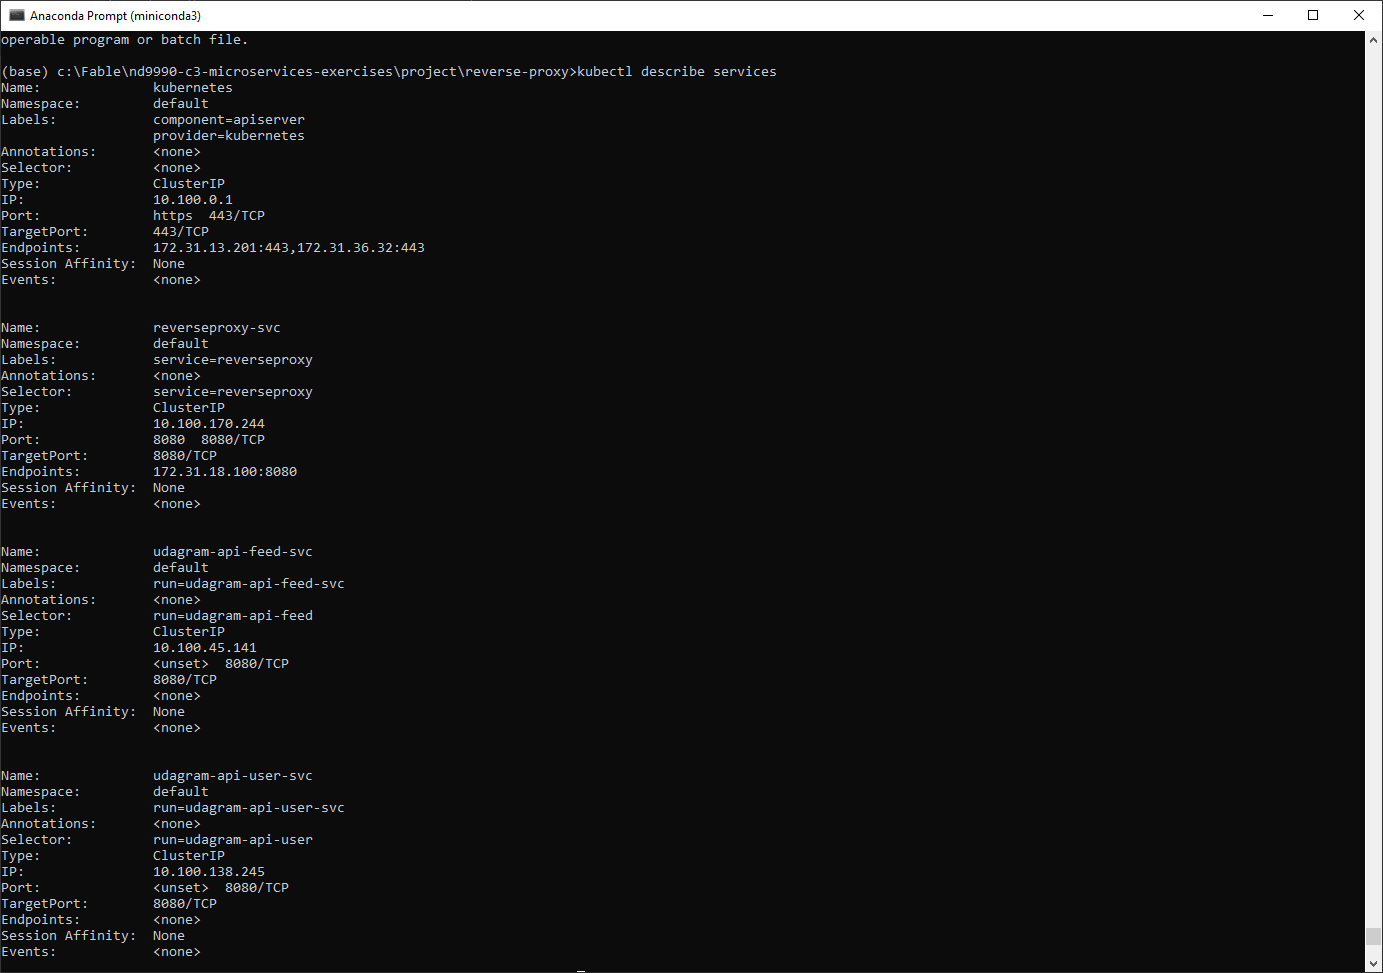 Anaconda Prompt (miniconda3)
operable program or batch file.
(base) c:\Fable\nd9990-c3-microservices-exercises\project\reverse-proxy>kubectl describe services
Name:              kubernetes
Namespace:         default
Labels:            component=apiserver
                   provider=kubernetes
Annotations:       <none>
Selector:          <none>
Type:              ClusterIP
IP:                10.100.0.1
Port:              https  443/TCP
TargetPort:        443/TCP
Endpoints:         172.31.13.201:443,172.31.36.32:443
Session Affinity:  None
Events:            <none>
Name:              reverseproxy-svc
Namespace:         default
Labels:            service=reverseproxy
Annotations:       <none>
Selector:          service=reverseproxy
Type:              ClusterIP
IP:                10.100.170.244
Port:              8080  8080/TCP
TargetPort:        8080/TCP
Endpoints:         172.31.18.100:8080
Session Affinity:  None
Events:            <none>
Name:              udagram-api-feed-svc
Namespace:         default
Labels:            run=udagram-api-feed-svc
Annotations:       <none>
Selector:          run=udagram-api-feed
Type:              ClusterIP
IP:                10.100.45.141
Port:              <unset>  8080/TCP
TargetPort:        8080/TCP
Endpoints:         <none>
Session Affinity:  None
Events:            <none>
Name:              udagram-api-user-svc
Namespace:         default
Labels:            run=udagram-api-user-svc
Annotations:       <none>
Selector:          run=udagram-api-user
Type:              ClusterIP
IP:                10.100.138.245
Port:              <unset>  8080/TCP
TargetPort:        8080/TCP
Endpoints:         <none>
Session Affinity:  None
Events:            <none>